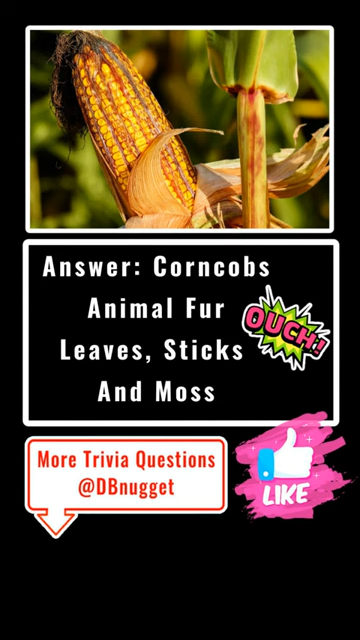 Answer: Corncobs
Animal Fur
Leaves, Sticks
And Moss
OUCH!
More Trivia Questions
@DBnugget
LIKE